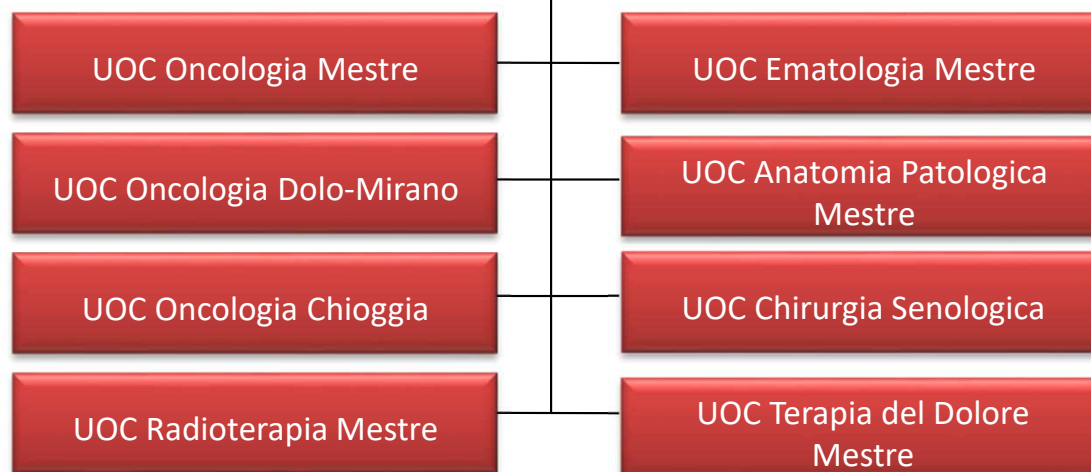 UOC Oncologia Mestre
UOC Ematologia Mestre
UOC Oncologia Dolo-Mirano
UOC Anatomia Patologica
Mestre
UOC Oncologia Chioggia
UOC Chirurgia Senologica
UOC Radioterapia Mestre
UOC Terapia del Dolore
Mestre